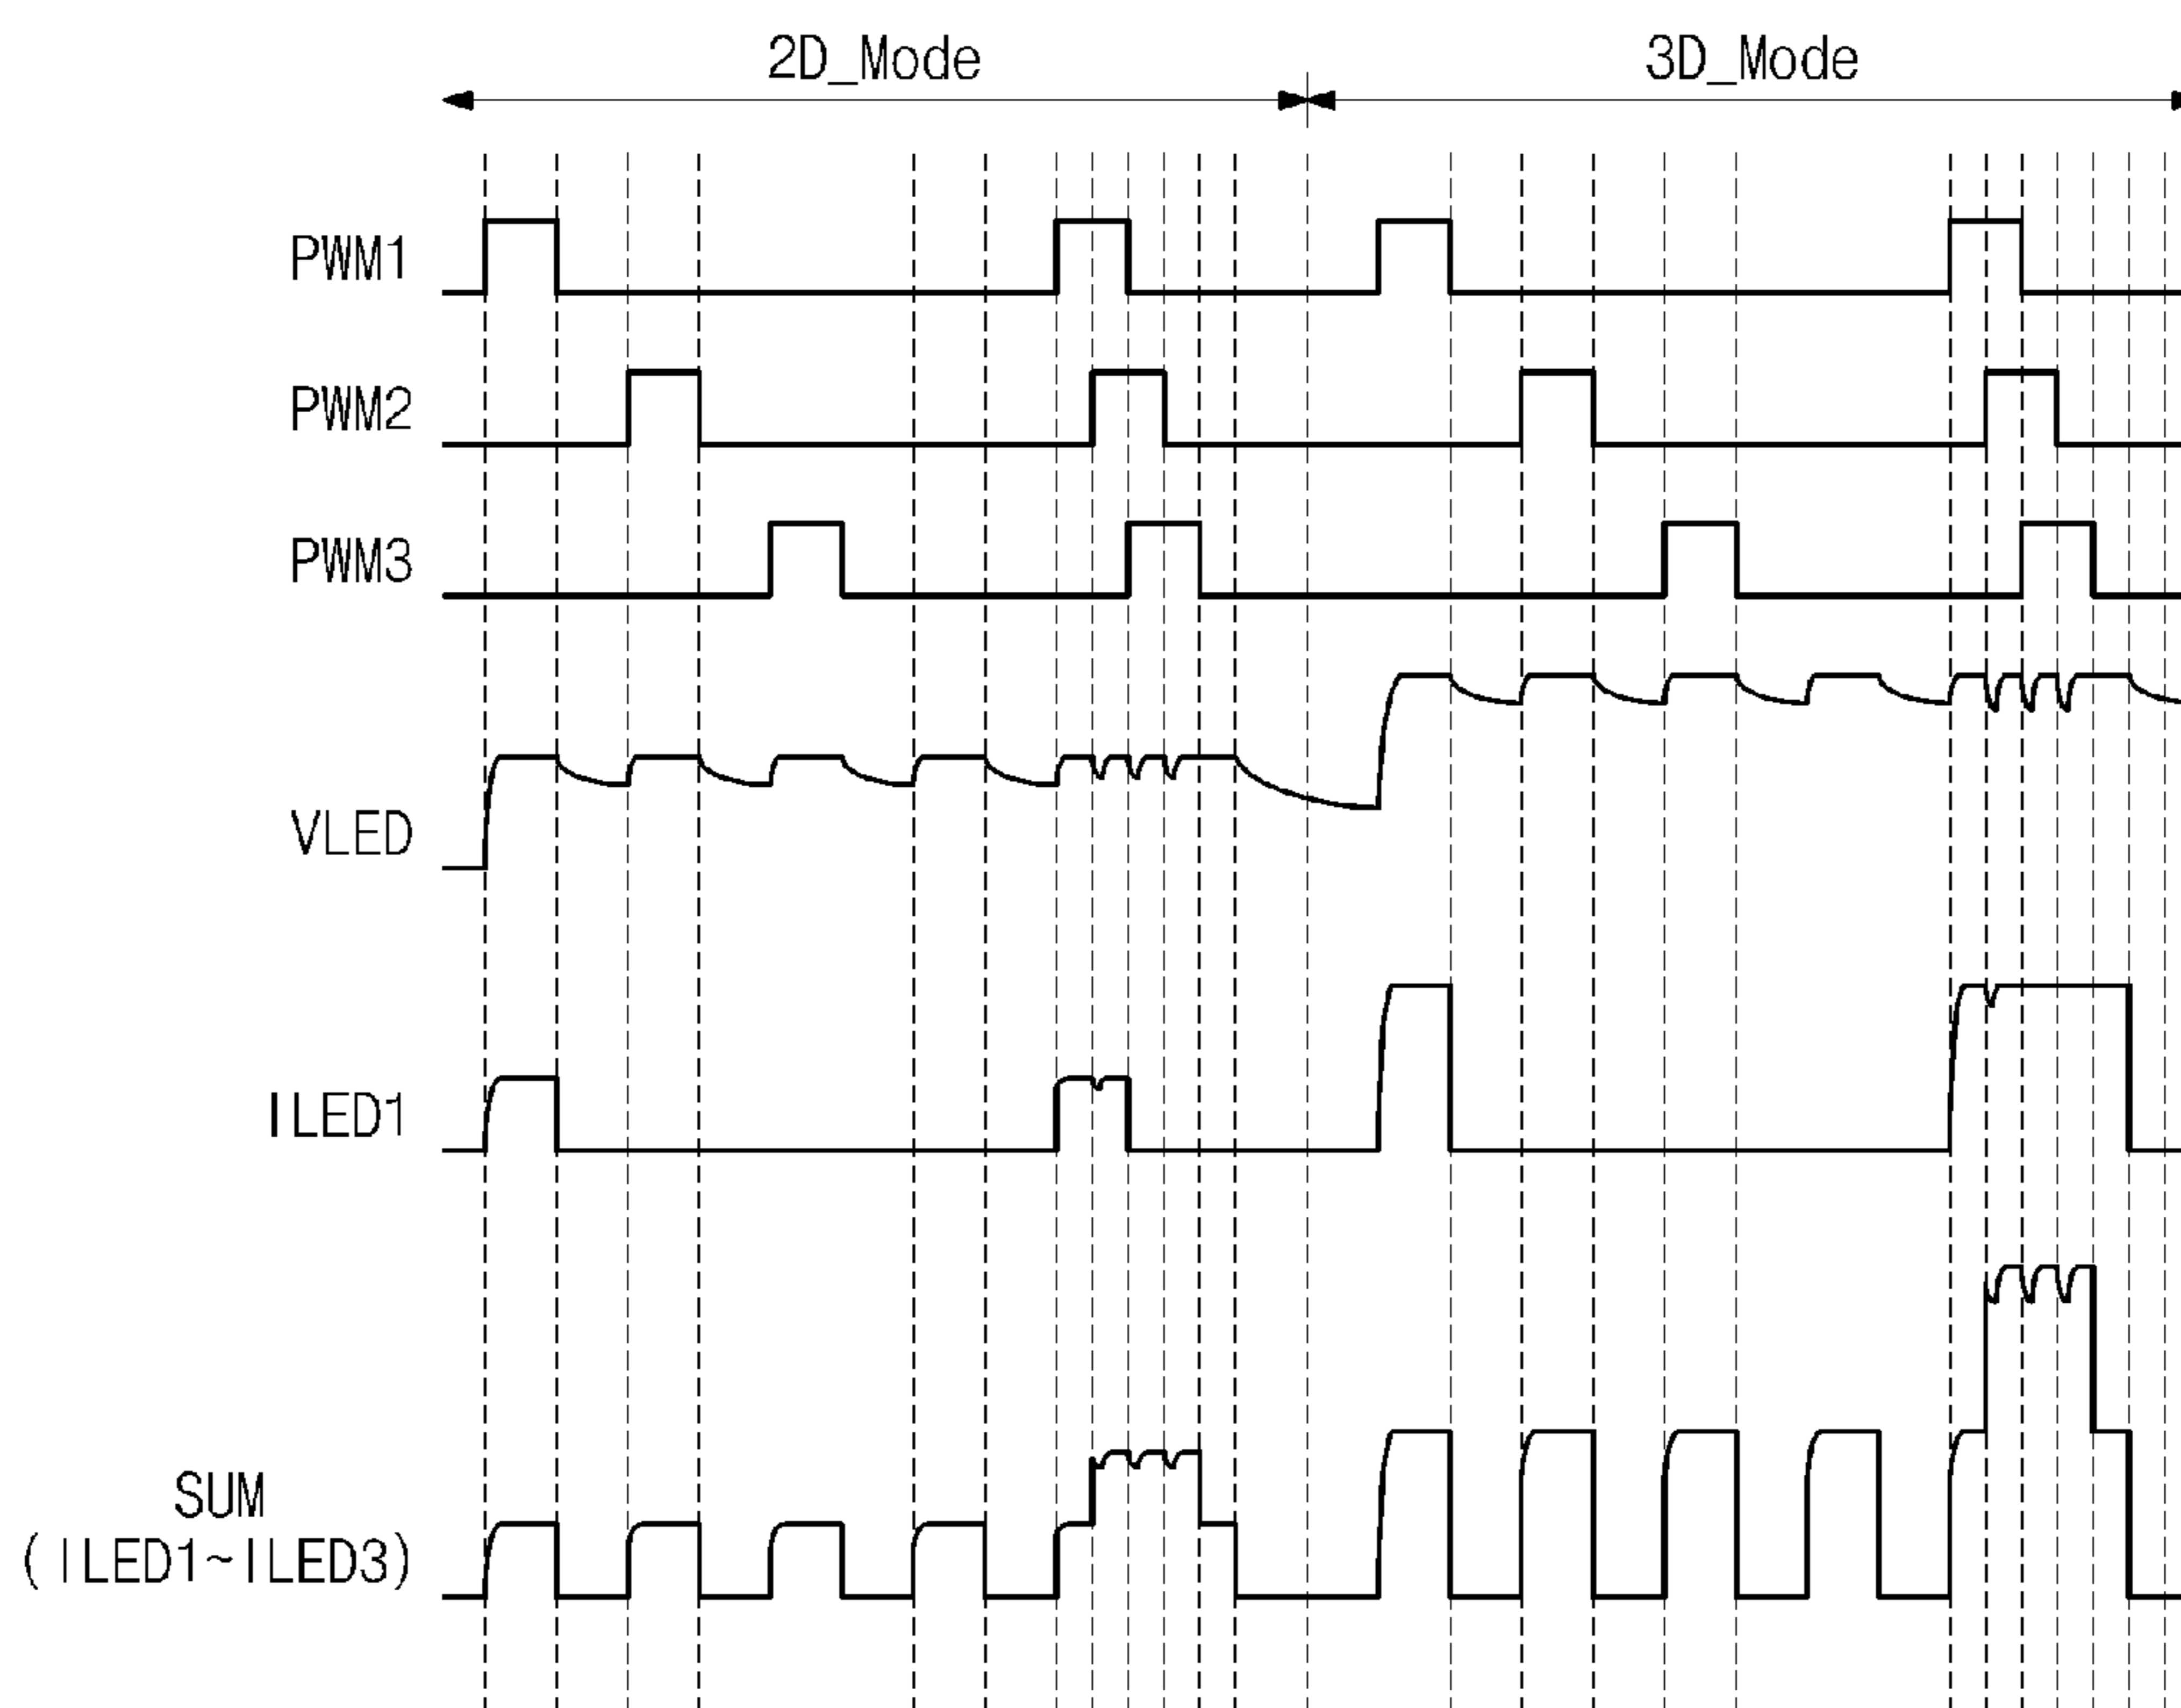 2D_Mode
3D_Mode
PWM1
PWM2
PWM3
VLED
ILED1
SUM
(ILED1~ILED3)